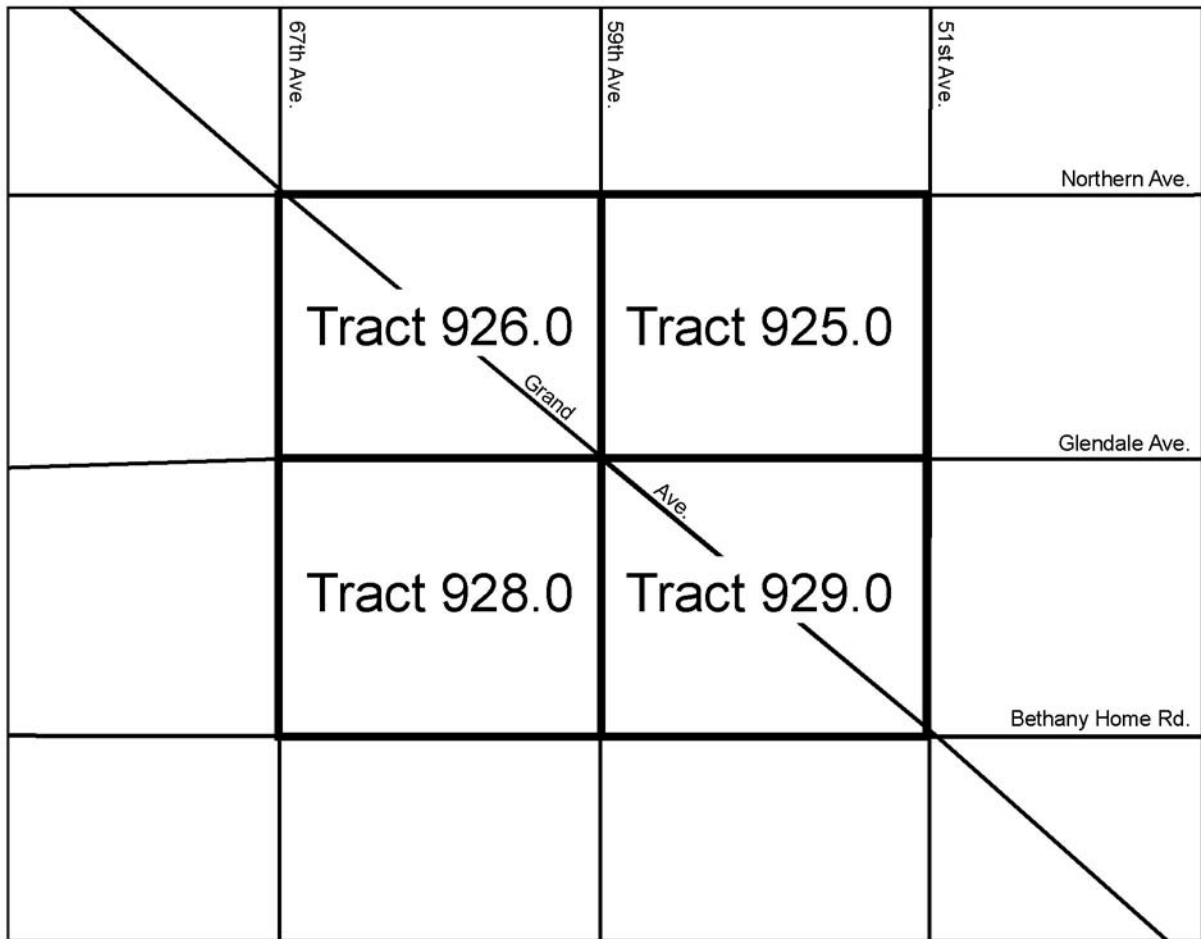 67th Ave.
59th Ave.
51st Ave.
Northern Ave.
Tract 926.0
Tract 925.0
Grand
Glendale Ave.
Ave.
Tract 928.0
Tract 929.0
Bethany Home Rd.